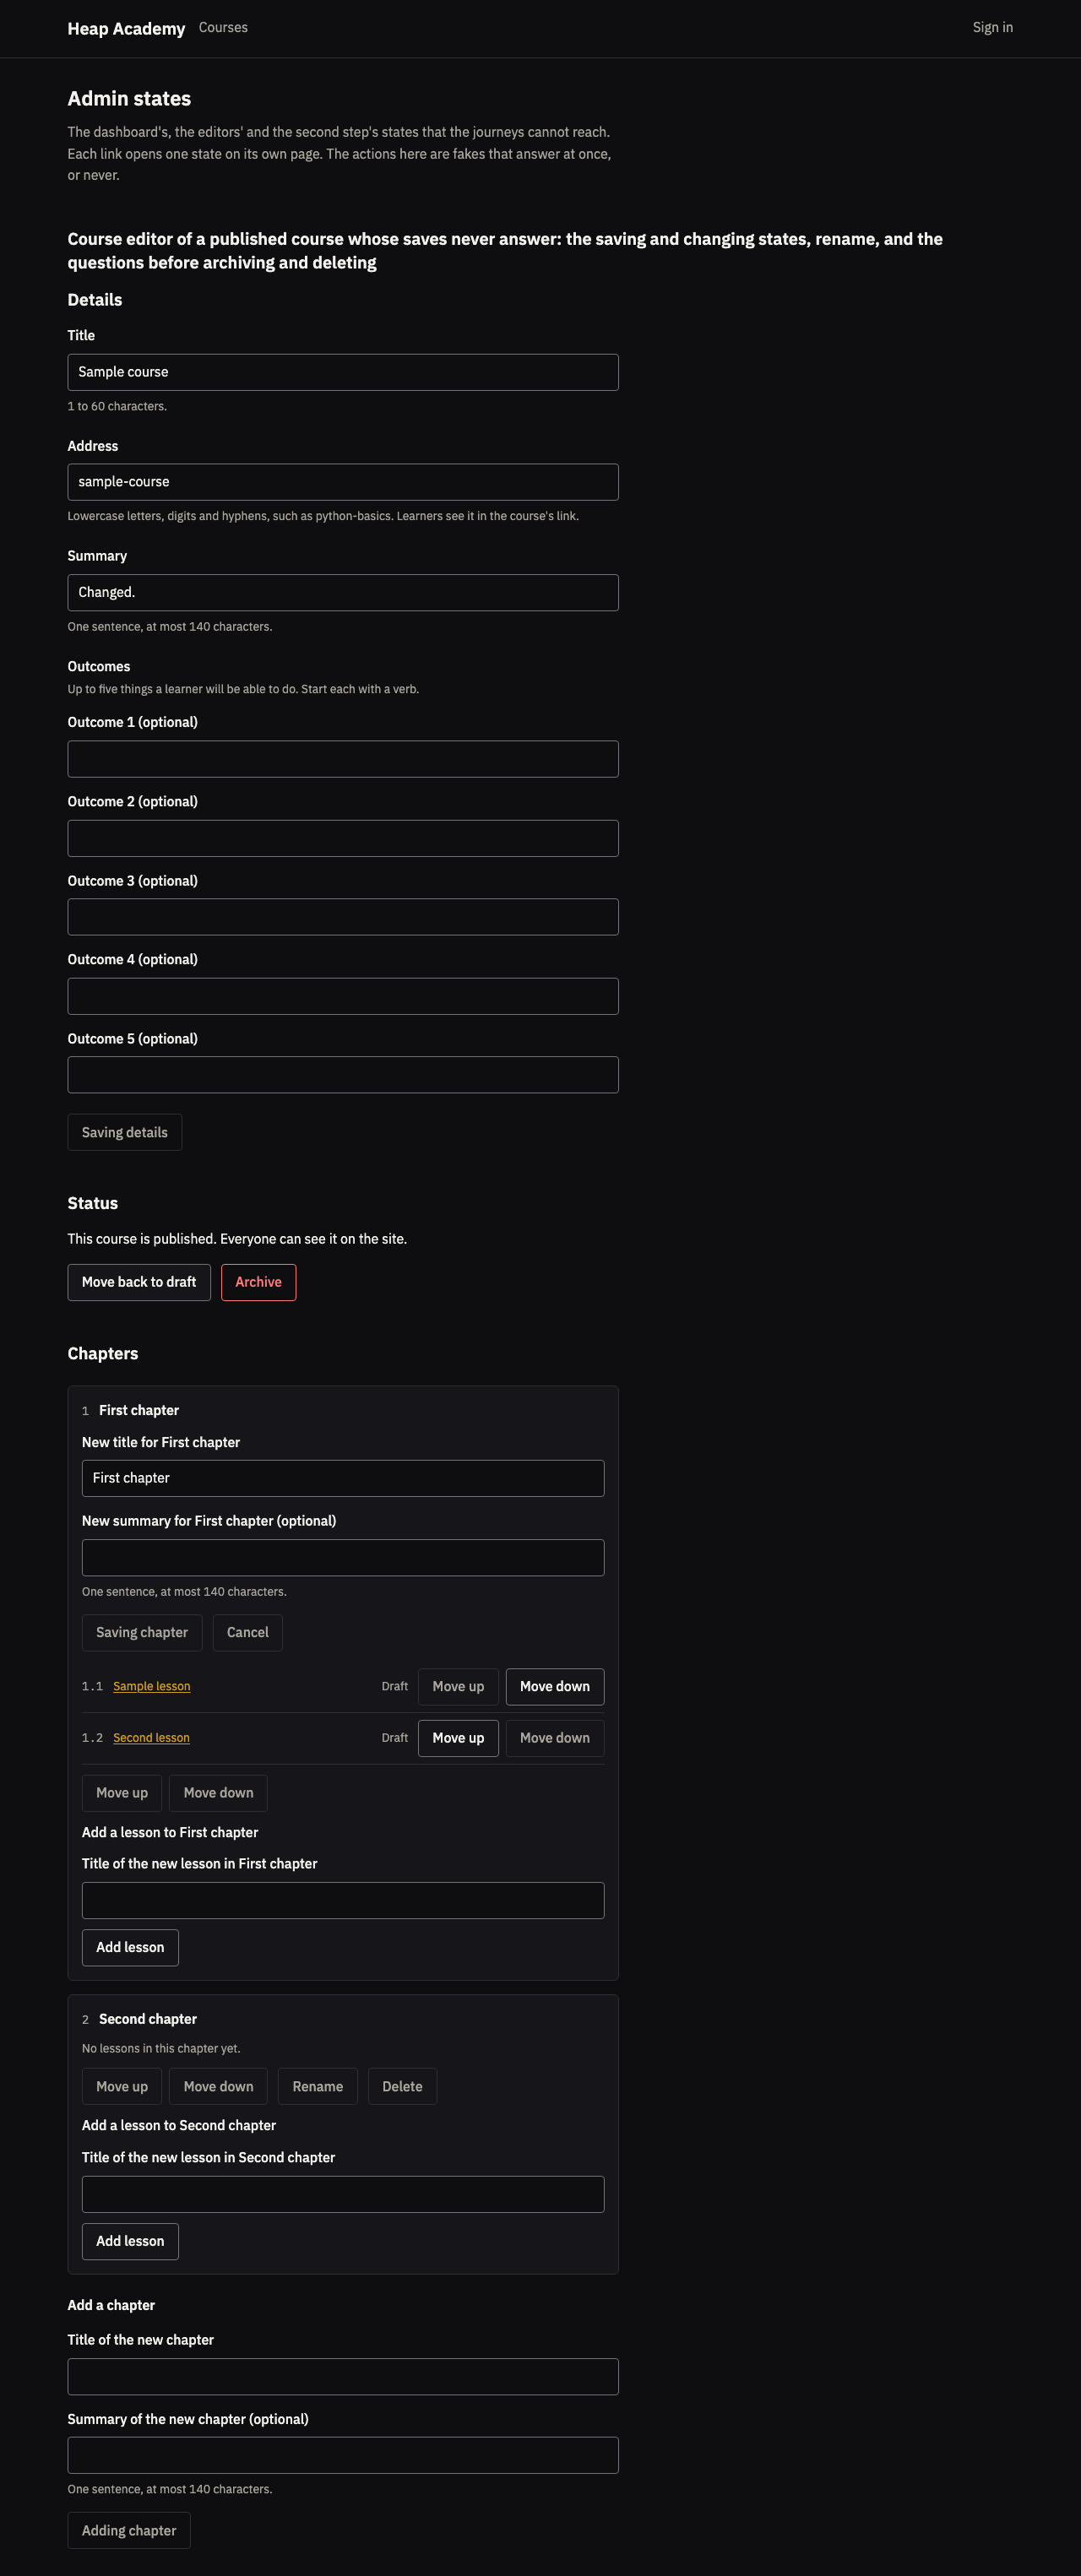 Heap Academy Courses Sign in
Admin states
The dashboard's, the editors' and the second step's states that the journeys cannot reach.
Each link opens one state on its own page. The actions here are fakes that answer at once,
or never.
Course editor of a published course whose saves never answer: the saving and changing states, rename, and the
questions before archiving and deleting
Details
Title
Sample course
1 to 60 characters.
Address
sample-course
Lowercase letters, digits and hyphens, such as python-basics. Learners see it in the course's link.
Summary
Changed.
One sentence, at most 140 characters.
Outcomes
Up to five things a learner will be able to do. Start each with a verb.
Outcome 1 (optional)
Outcome 2 (optional)
Outcome 3 (optional)
Outcome 4 (optional)
Outcome 5 (optional)
Saving details
Status
This course is published. Everyone can see it on the site.
Move back to draft Archive
Chapters
1 First chapter
New title for First chapter
First chapter
New summary for First chapter (optional)
One sentence, at most 140 characters.
Saving chapter Cancel
1.1 Sample lesson Draft Move up Move down
1.2 Second lesson Draft Move up Move down
Move up Move down
Add a lesson to First chapter
Title of the new lesson in First chapter
Add lesson
2 Second chapter
No lessons in this chapter yet.
Move up Move down Rename Delete
Add a lesson to Second chapter
Title of the new lesson in Second chapter
Add lesson
Add a chapter
Title of the new chapter
Summary of the new chapter (optional)
One sentence, at most 140 characters.
Adding chapter